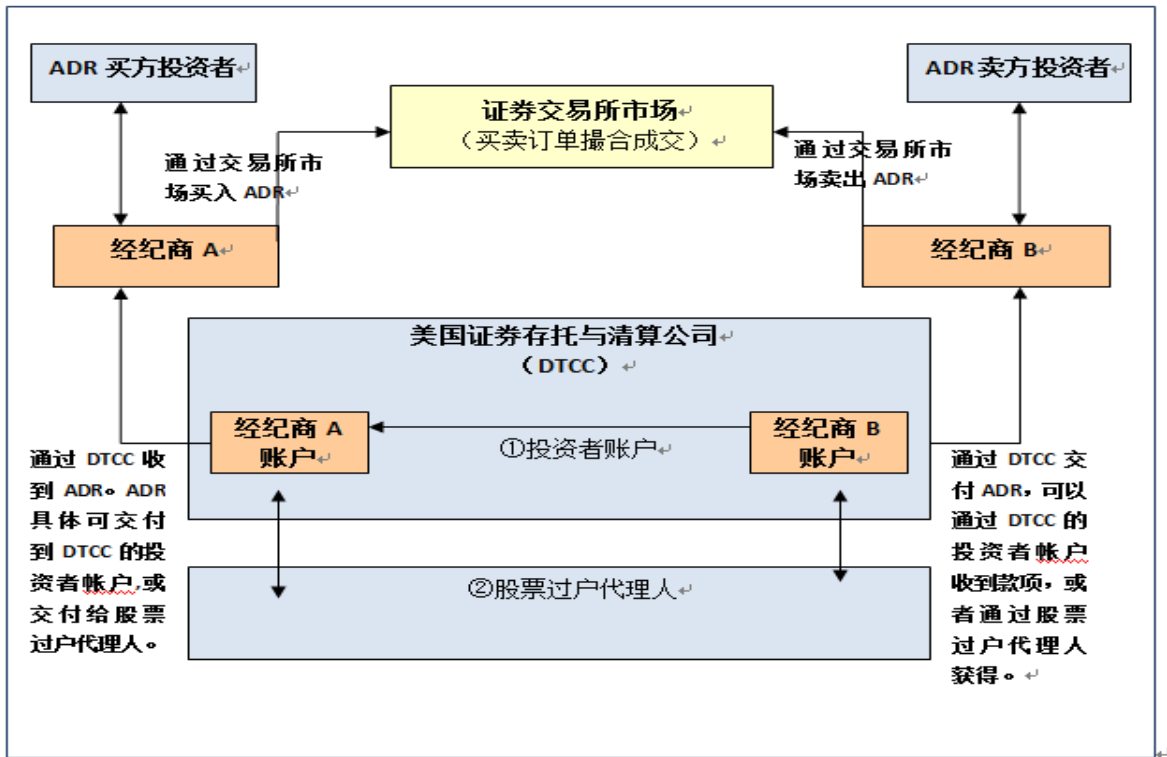 ADR 买方投资者
ADR 卖方投资者
证券交易所市场
（买卖订单撮合成交）
通过交易所市
场买入 ADR
通过交易所市
场卖出 ADR
经纪商 A
经纪商 B
美国证券存托与清算公司
（DTCC）
经纪商 A
账户
①投资者账户
经纪商 B
账户
通过 DTCC 收
到 ADR。ADR
具体可交付
到 DTCC 的投
资者帐户,或
交付给股票
过户代理人。
通过 DTCC 交
付 ADR，可以
通过 DTCC 的
投资者帐户
收到款项，或
者通过股票
过户代理人
获得。
②股票过户代理人